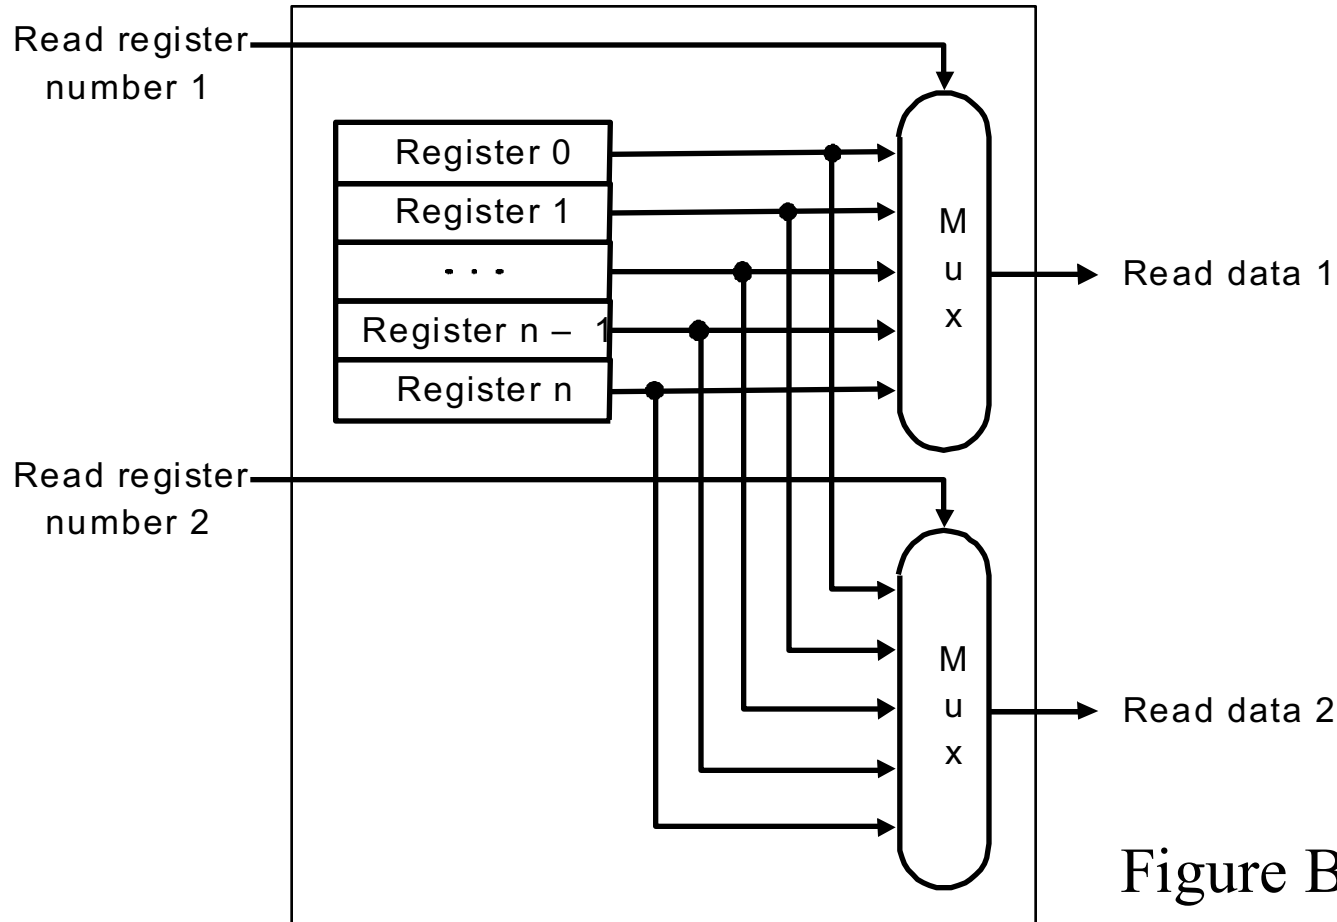 Read register
number 1
Register 0
Register 1
. . .
Register n – 1
Register n
M
u
x
Read data 1
Read register
number 2
M
u
x
Read data 2
Figure B